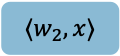 ⟨w₂, x⟩